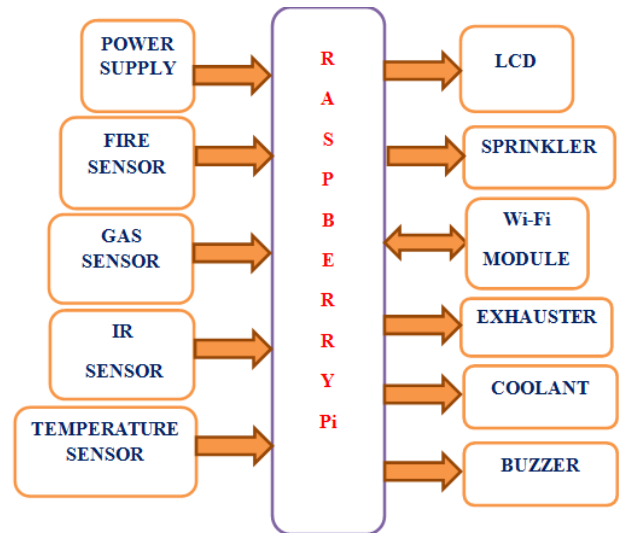 POWER
SUPPLY
FIRE
SENSOR
GAS
SENSOR
IR
SENSOR
TEMPERATURE
SENSOR
R
A
S
P
B
E
R
R
Y
Pi
LCD
SPRINKLER
Wi-Fi
MODULE
EXHAUSTER
COOLANT
BUZZER